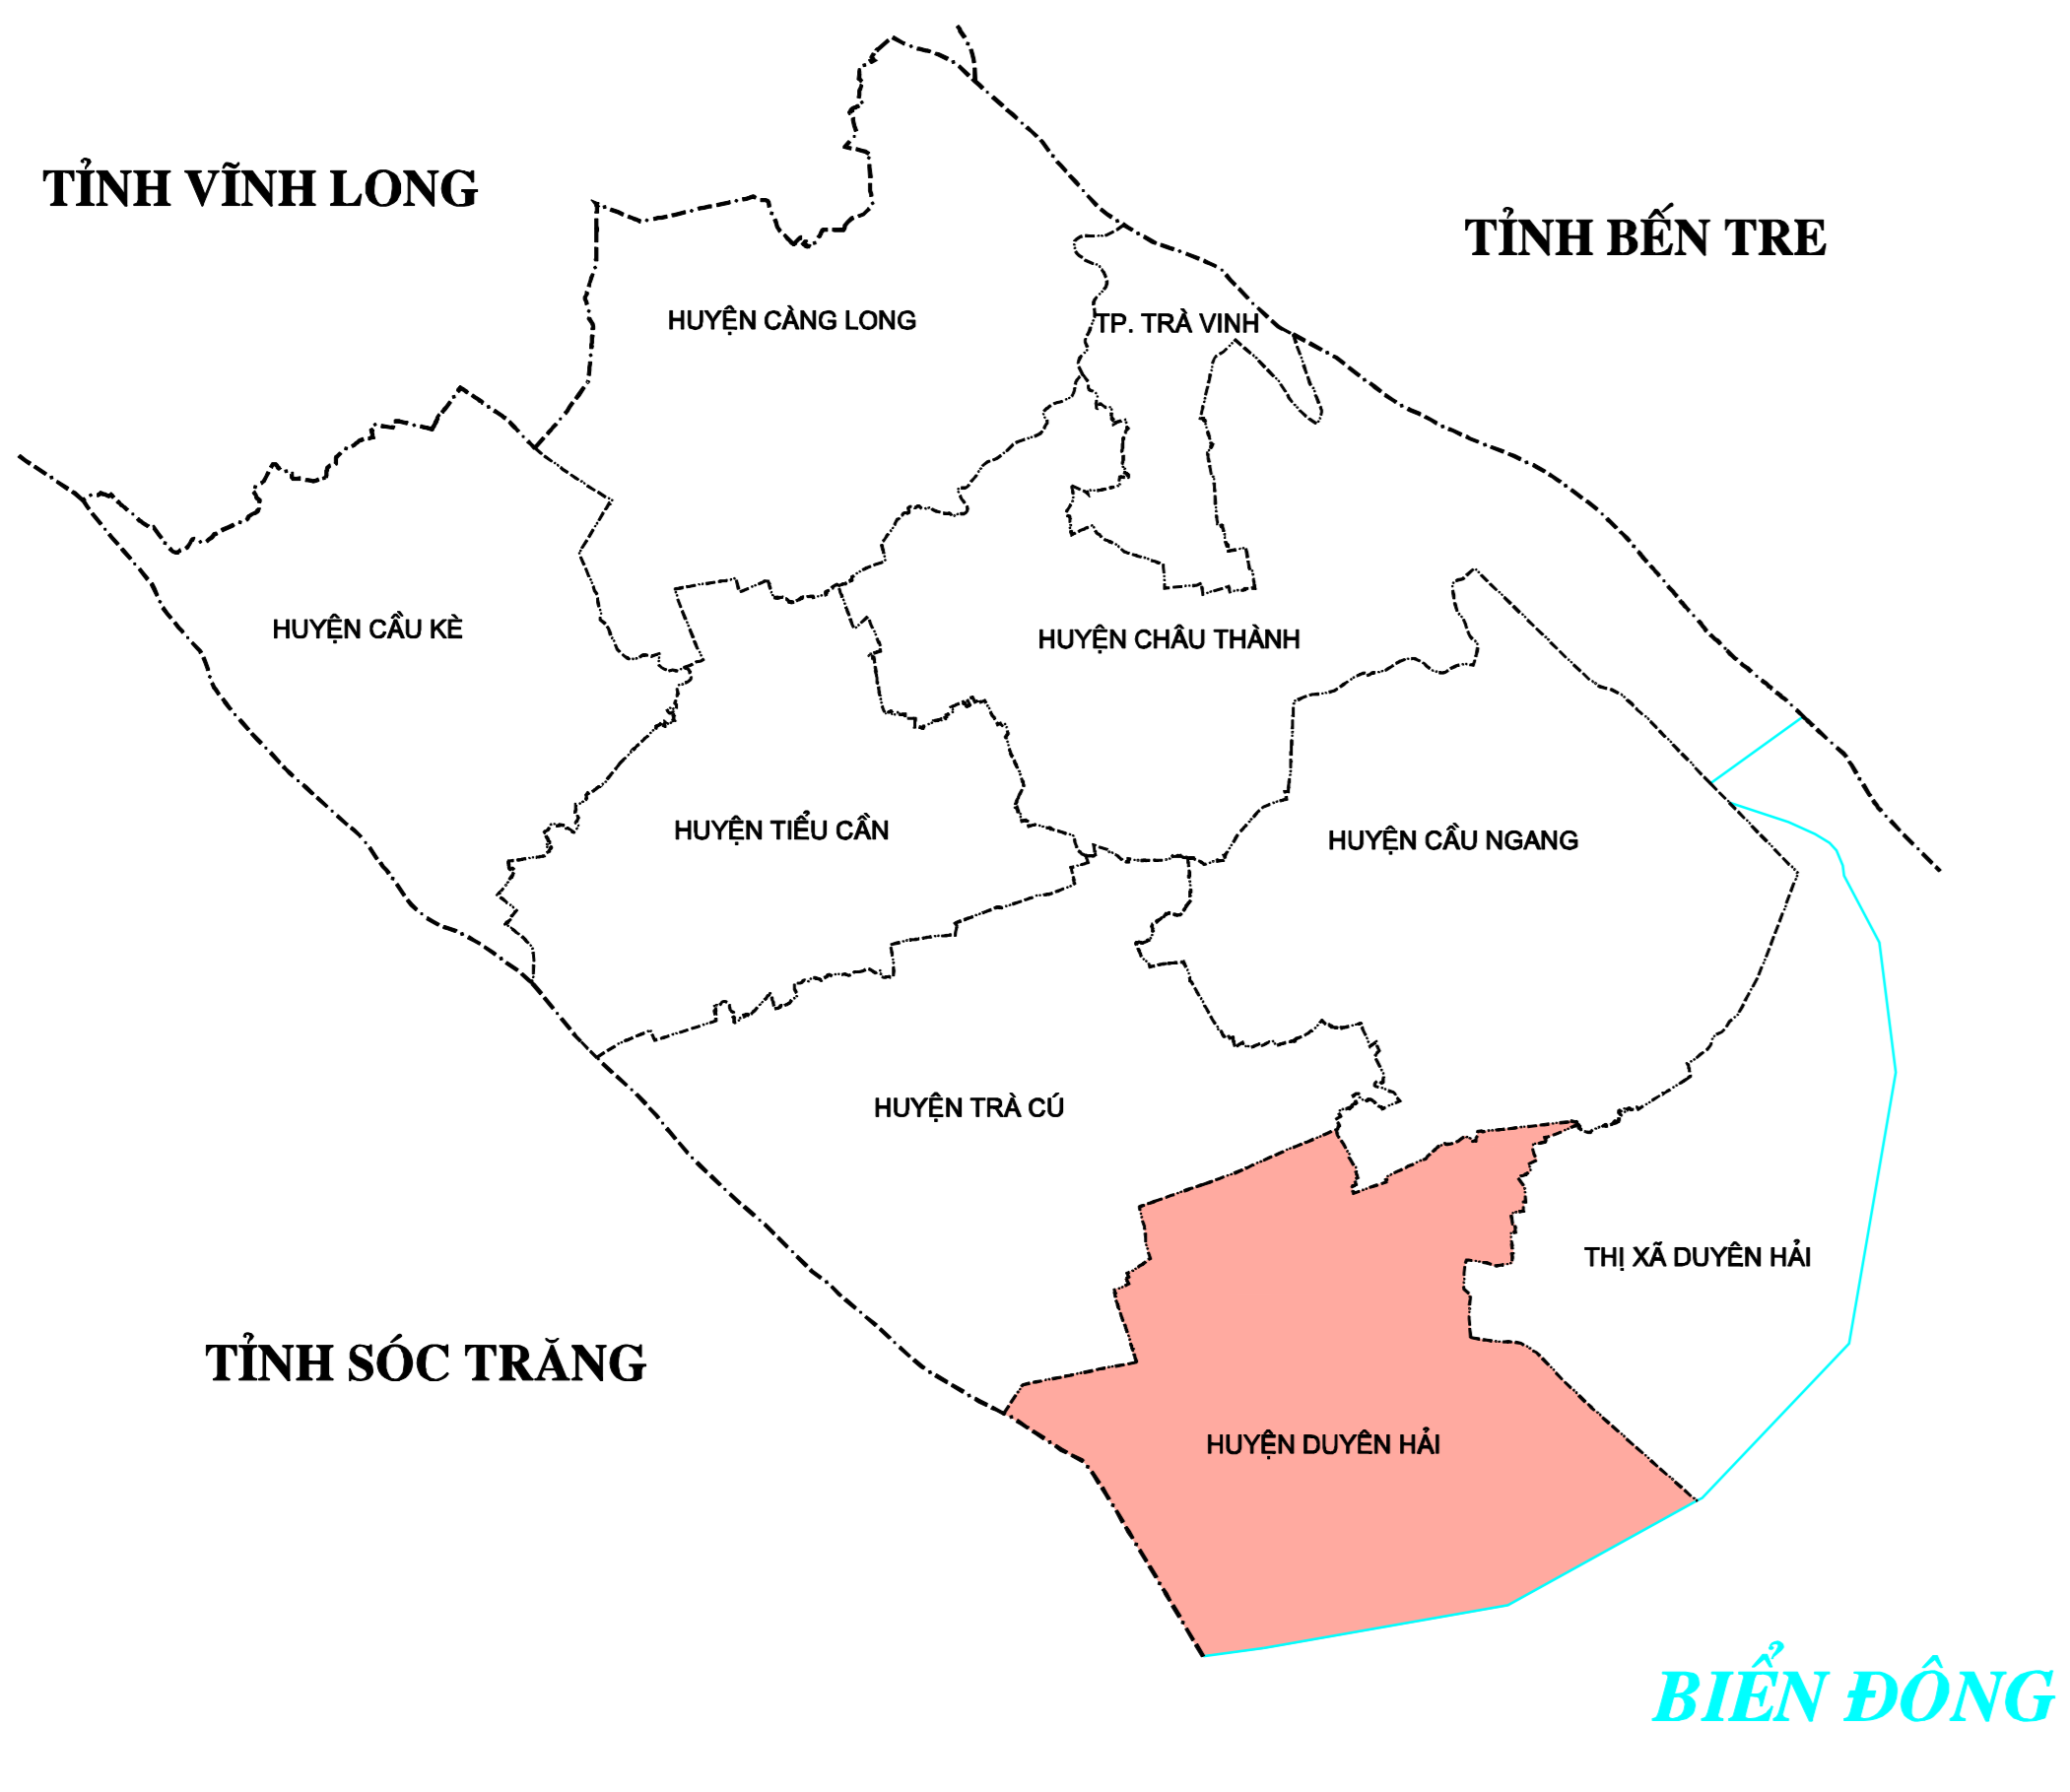 TỈNH VĨNH LONG
TỈNH BẾN TRE
HUYỆN CÀNG LONG
TP. TRÀ VINH
HUYỆN CẦU KÈ
HUYỆN CHÂU THÀNH
HUYỆN TIỂU CẦN
HUYỆN CẦU NGANG
HUYỆN TRÀ CÚ
THỊ XÃ DUYÊN HẢI
TỈNH SÓC TRĂNG
HUYỆN DUYÊN HẢI
BIỂN ĐÔNG